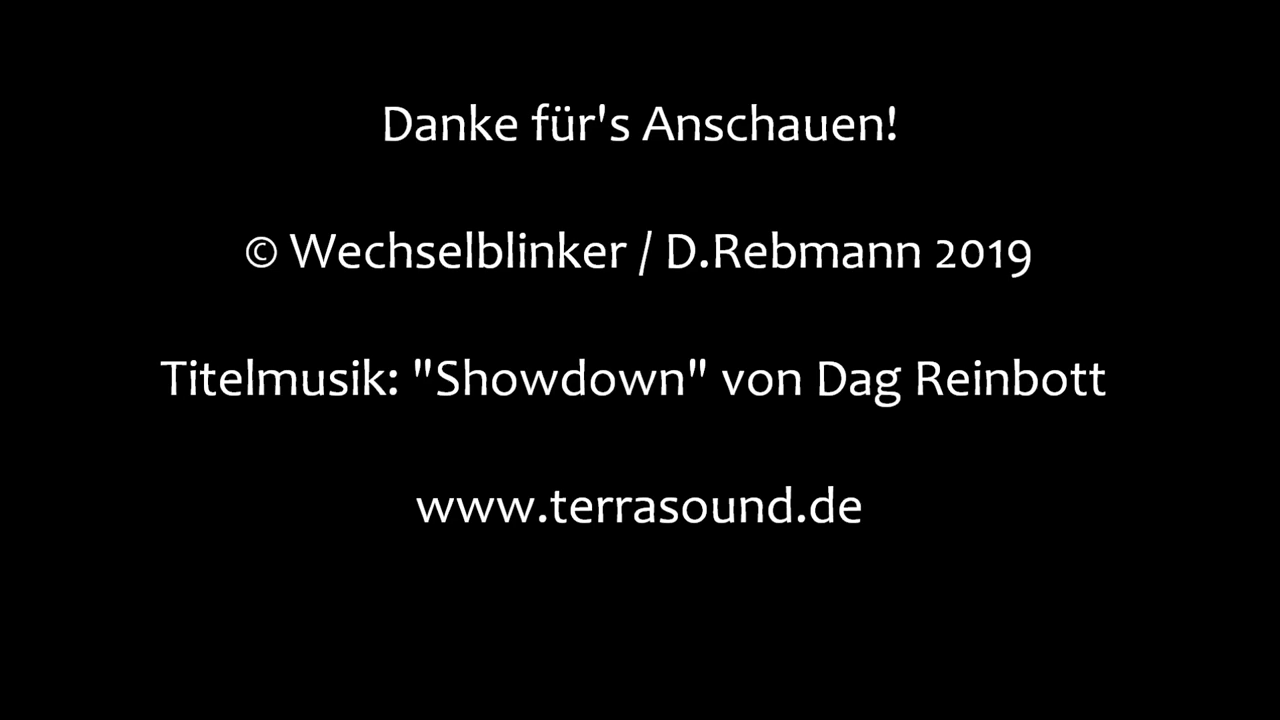 Danke für's Anschauen!
© Wechselblinker / D.Rebmann 2019
Titelmusik: "Showdown" von Dag Reinbott
www.terrasound.de